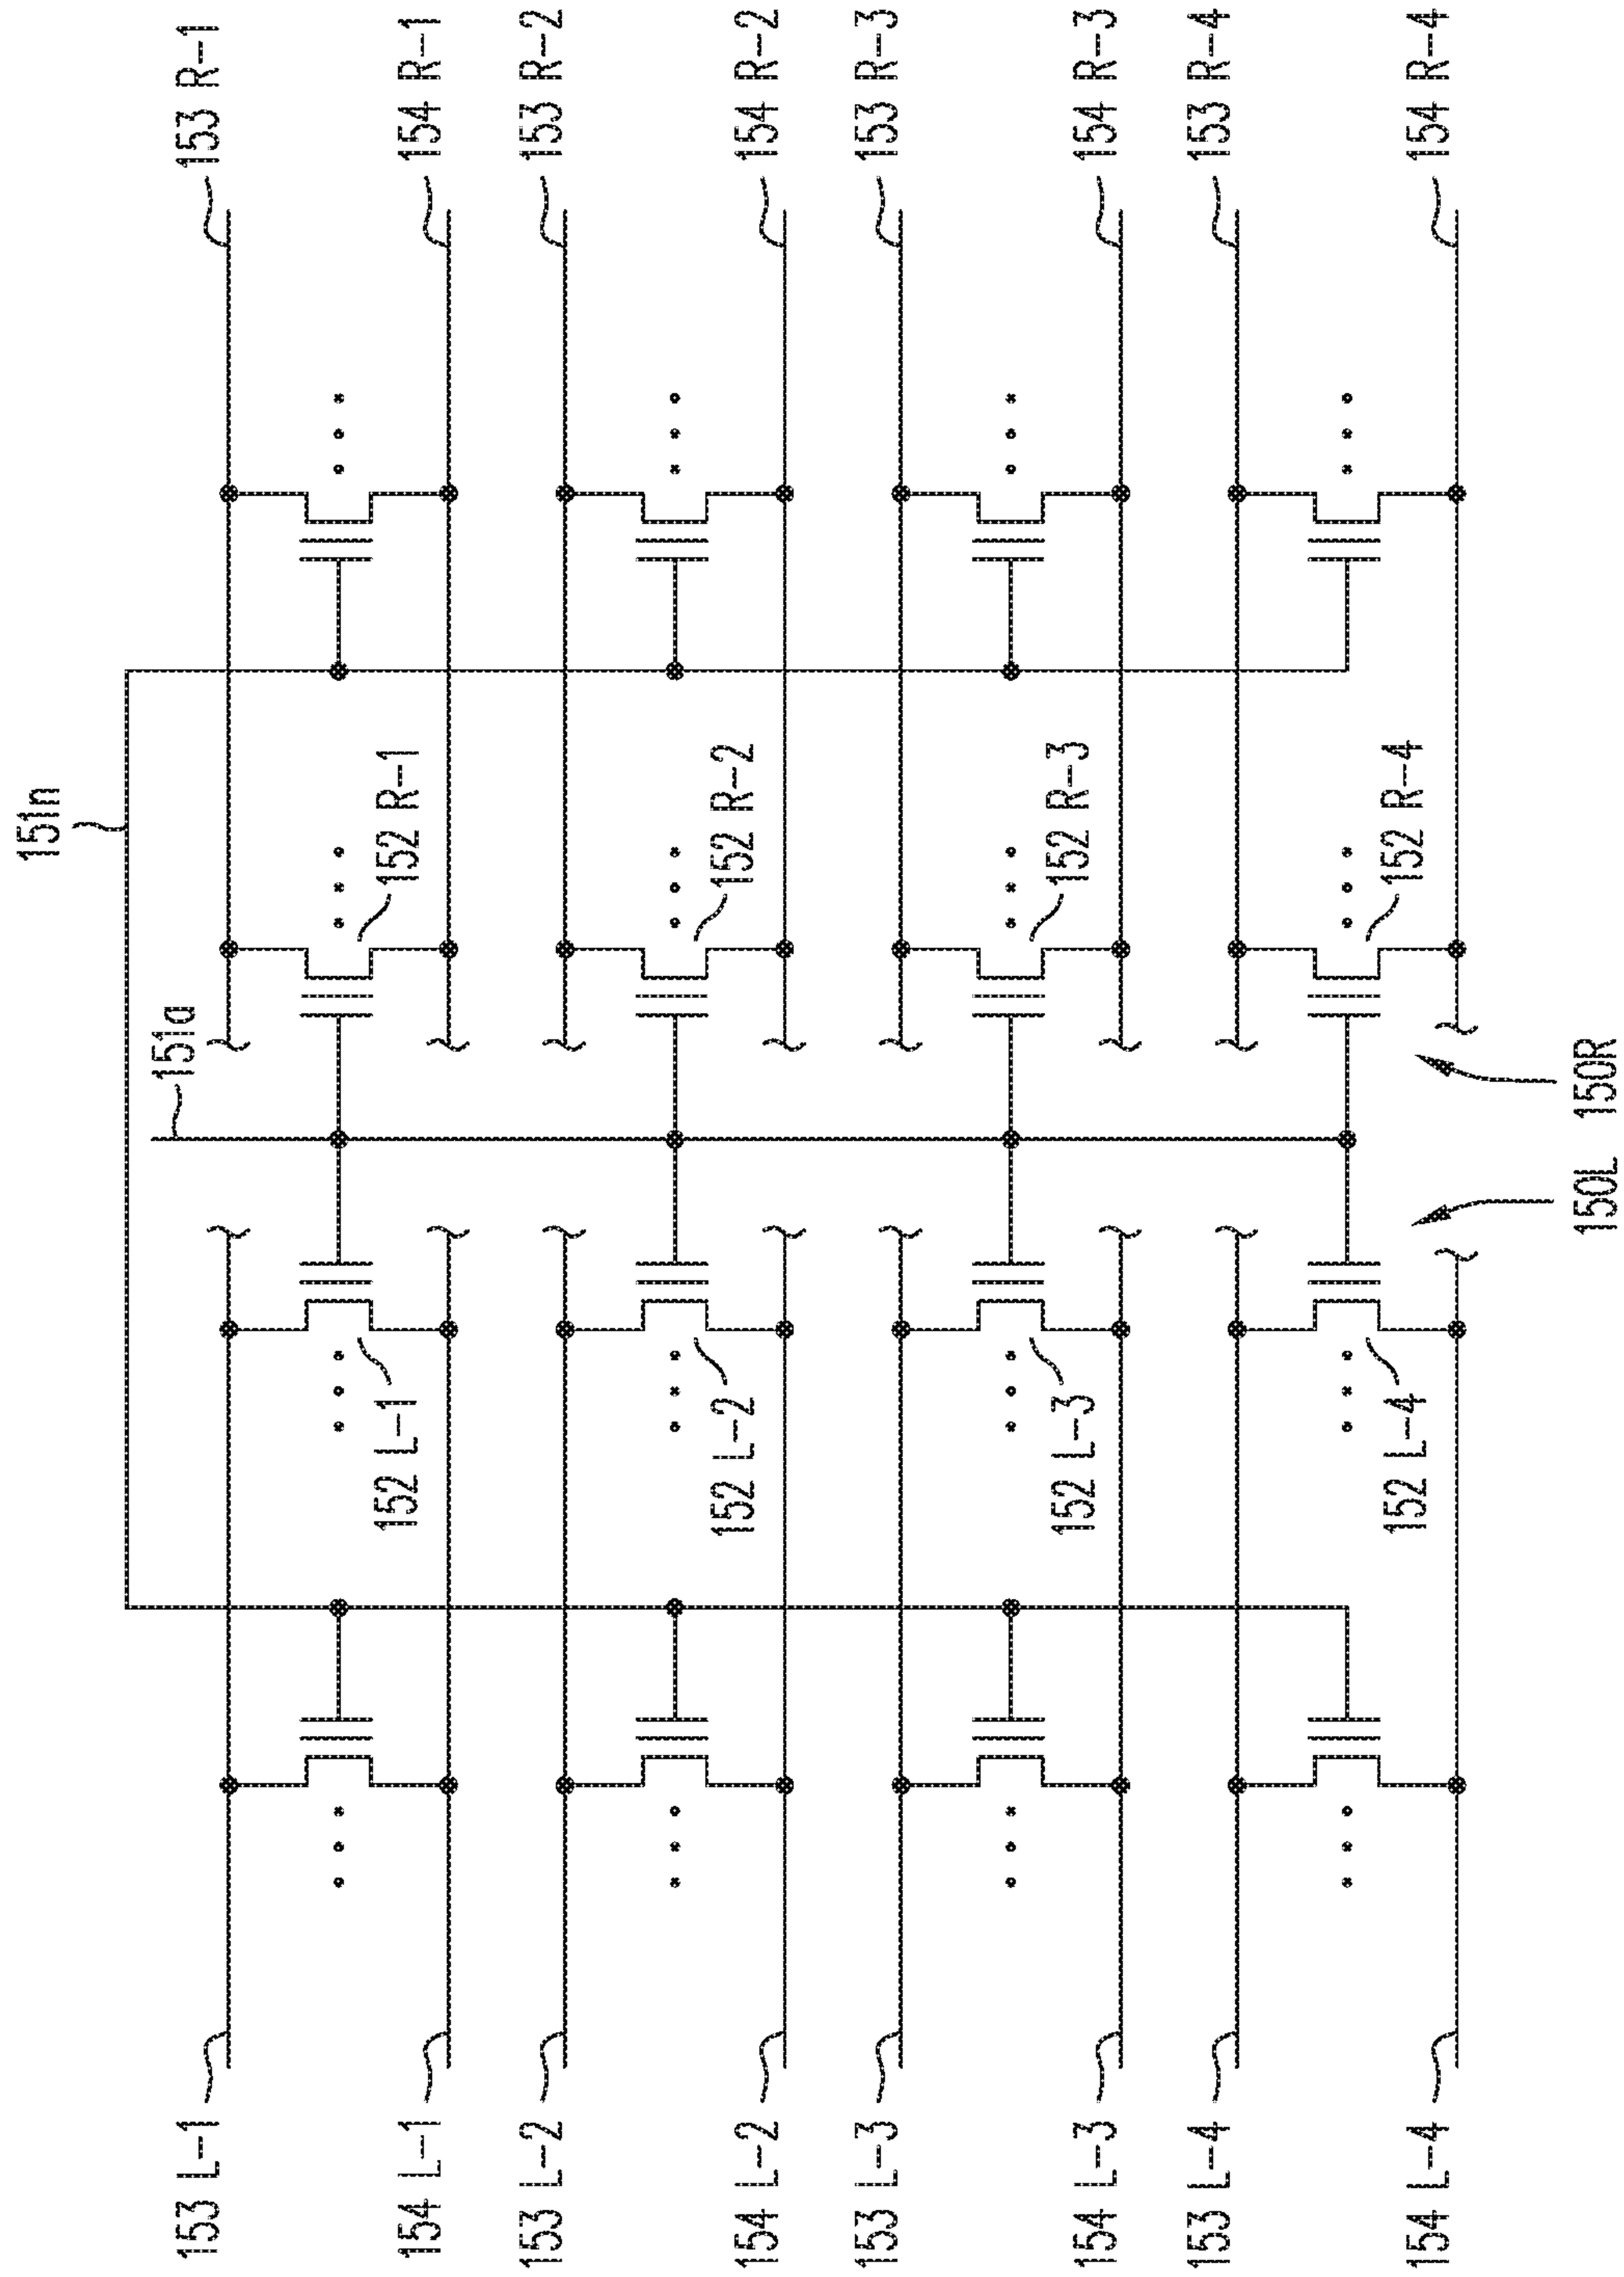 151n
151a
153 R-1
154 R-1
153 R-2
154 R-2
153 R-3
154 R-3
153 R-4
154 R-4
152 R-1
152 R-2
152 R-3
152 R-4
150R
150L
152 L-1
152 L-2
152 L-3
152 L-4
153 L-1
154 L-1
153 L-2
154 L-2
153 L-3
154 L-3
153 L-4
154 L-4